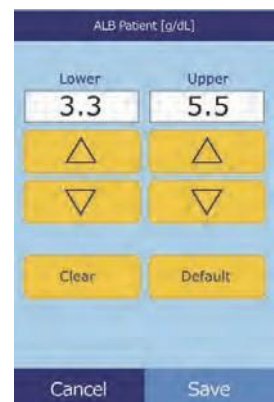 ALB Patient [g/dL]
Lower Upper
3.3 5.5
Clear Default
Cancel Save